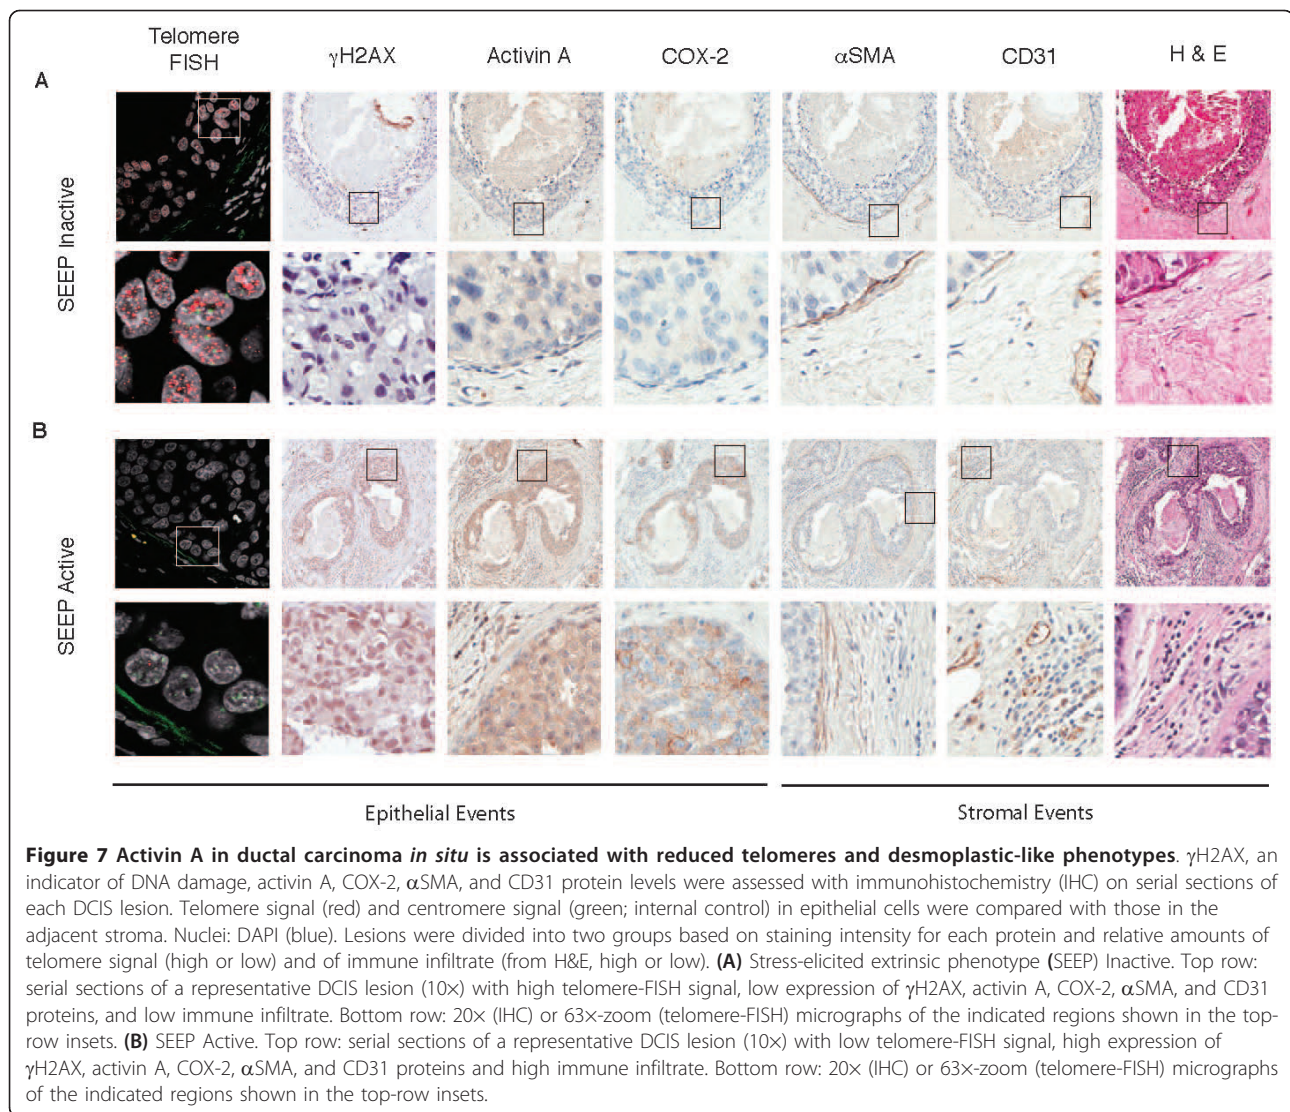 Telomere
FISH
γH2AX
Activin A
COX-2
αSMA
CD31
H & E
A
SEEP Inactive
B
SEEP Active
Epithelial Events
Stromal Events
Figure 7 Activin A in ductal carcinoma in situ is associated with reduced telomeres and desmoplastic-like phenotypes. γH2AX, an
indicator of DNA damage, activin A, COX-2, αSMA, and CD31 protein levels were assessed with immunohistochemistry (IHC) on serial sections of
each DCIS lesion. Telomere signal (red) and centromere signal (green; internal control) in epithelial cells were compared with those in the
adjacent stroma. Nuclei: DAPI (blue). Lesions were divided into two groups based on staining intensity for each protein and relative amounts of
telomere signal (high or low) and of immune infiltrate (from H&E, high or low). (A) Stress-elicited extrinsic phenotype (SEEP) Inactive. Top row:
serial sections of a representative DCIS lesion (10×) with high telomere-FISH signal, low expression of γH2AX, activin A, COX-2, αSMA, and CD31
proteins, and low immune infiltrate. Bottom row: 20× (IHC) or 63×-zoom (telomere-FISH) micrographs of the indicated regions shown in the top-
row insets. (B) SEEP Active. Top row: serial sections of a representative DCIS lesion (10×) with low telomere-FISH signal, high expression of
γH2AX, activin A, COX-2, αSMA, and CD31 proteins and high immune infiltrate. Bottom row: 20× (IHC) or 63×-zoom (telomere-FISH) micrographs
of the indicated regions shown in the top-row insets.